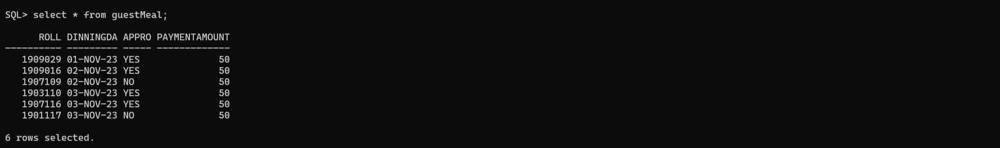 SQL> select * from guestMeal;
      ROLL DINNINGDA APPRO PAYMENTAMOUNT
---------- --------- ----- -------------
   1909029 01-NOV-23 YES              50
   1909016 02-NOV-23 YES              50
   1907109 02-NOV-23 NO               50
   1903110 03-NOV-23 YES              50
   1907116 03-NOV-23 YES              50
   1901117 03-NOV-23 NO               50
6 rows selected.